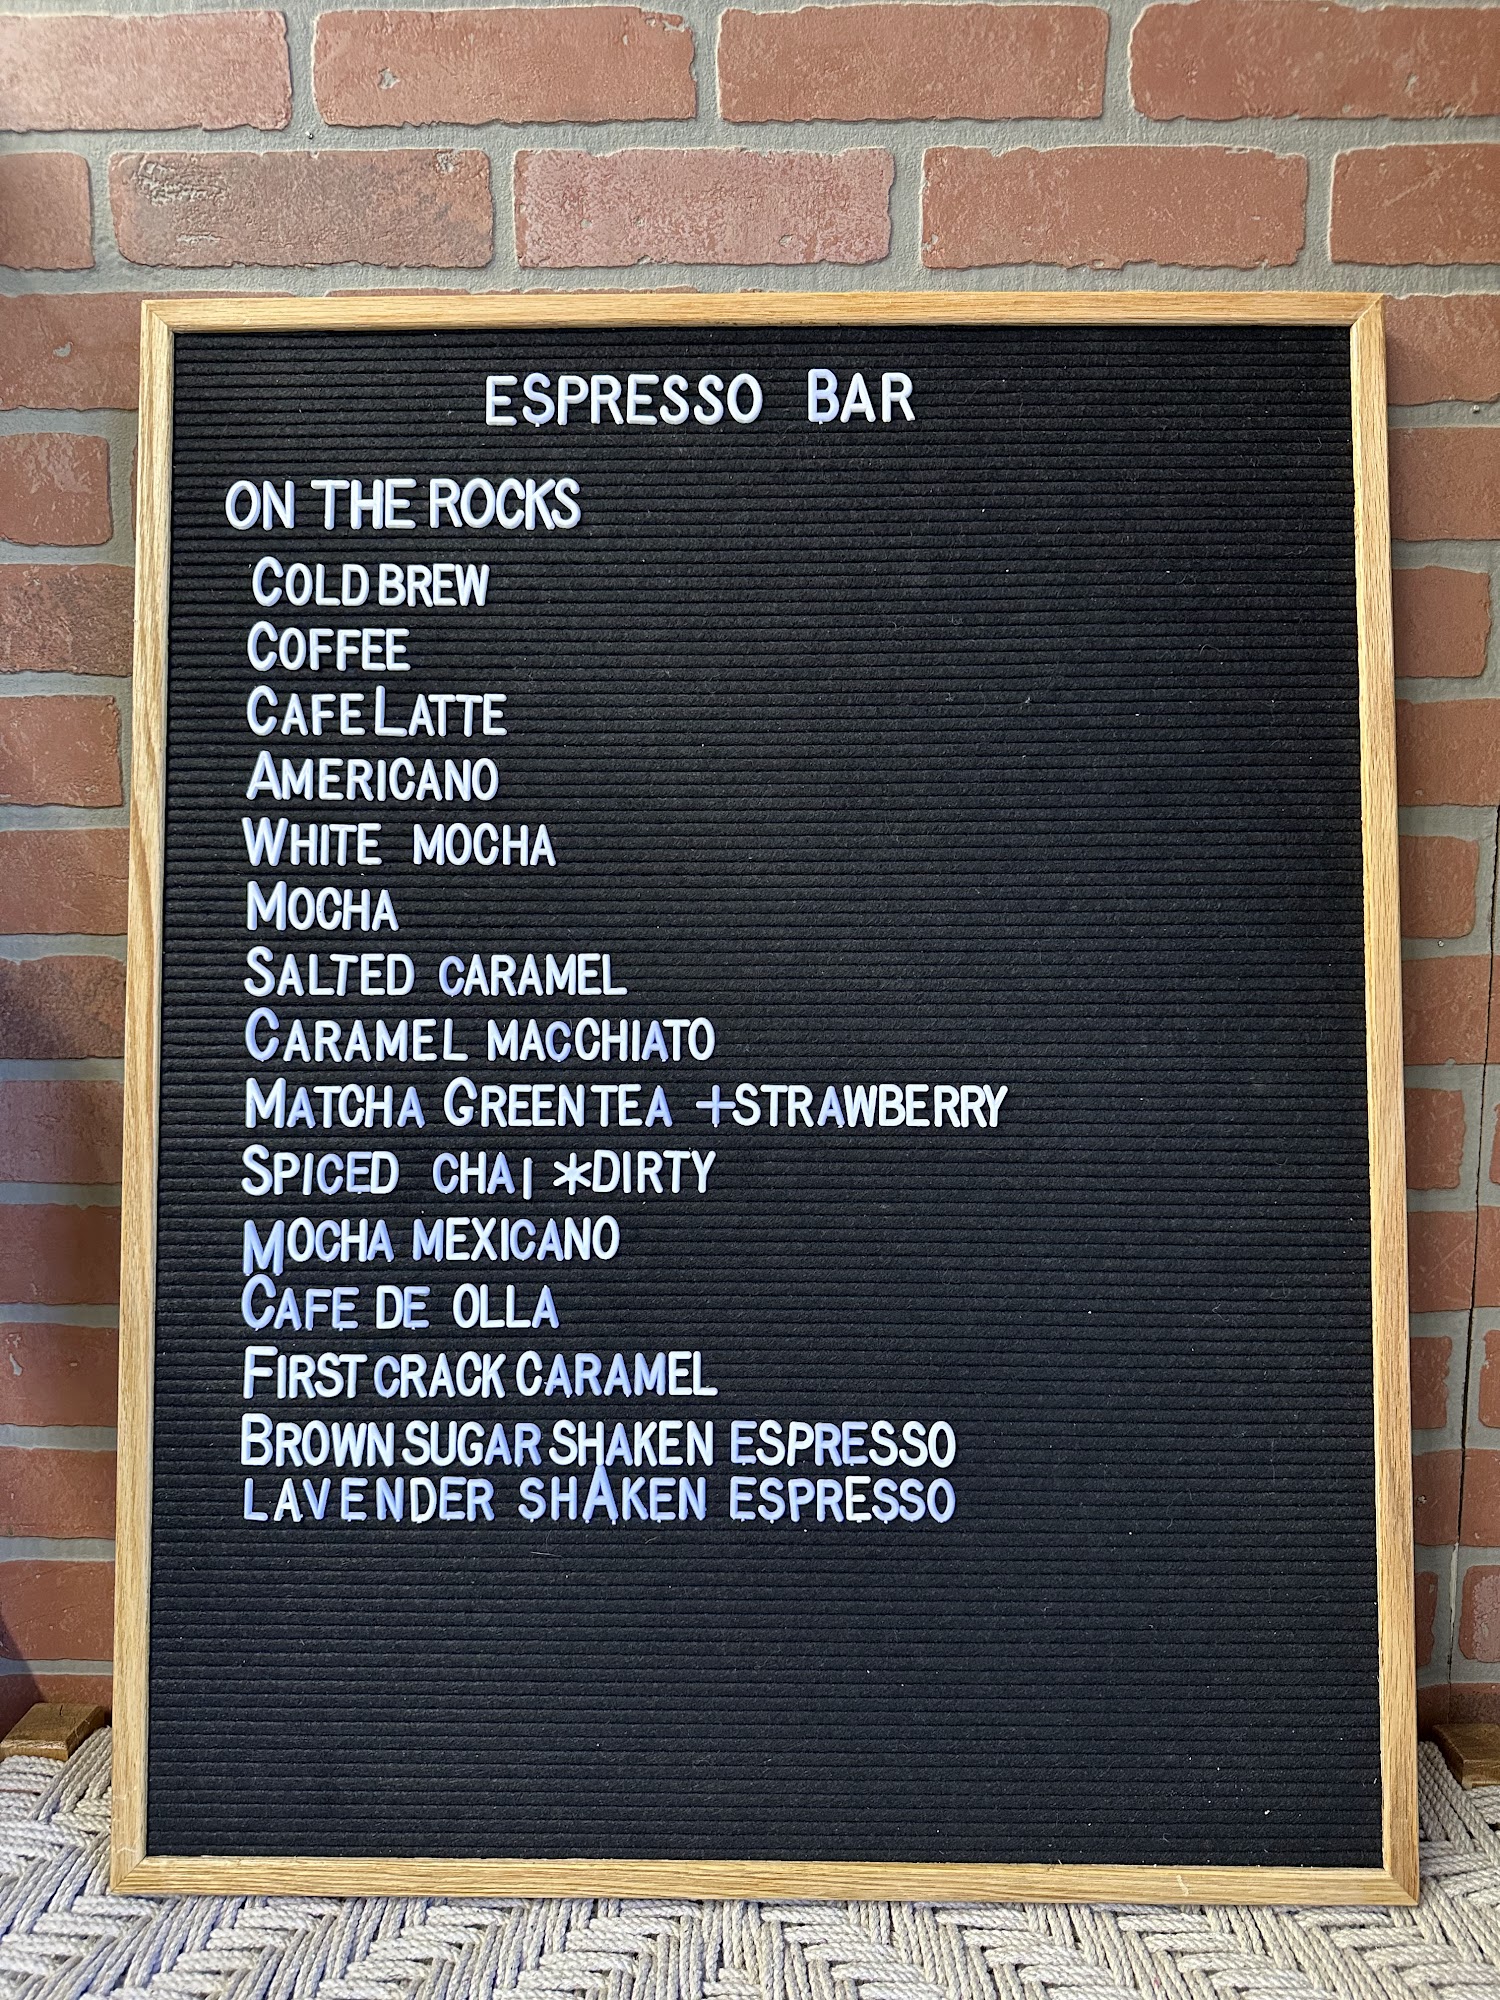 ESPRESSO BAR
ON THE ROCKS
COLD BREW
COFFEE
CAFE LATTE
AMERICANO
WHITE MOCHA
MOCHA
SALTED CARAMEL
CARAMEL MACCHIATO
MATCHA GREEN TEA +STRAWBERRY
SPICED CHAI *DIRTY
MOCHA MEXICANO
CAFE DE OLLA
FIRST CRACK CARAMEL
BROWN SUGAR SHAKEN ESPRESSO
LAVENDER SHAKEN ESPRESSO